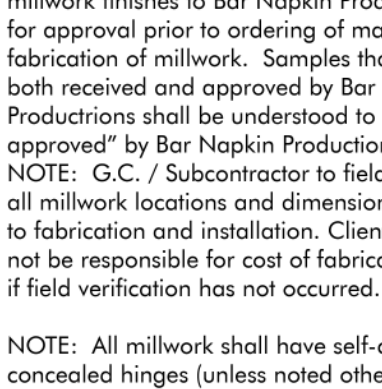 millwork finishes to Bar Napkin Prod
for approval prior to ordering of ma
fabrication of millwork. Samples tha
both received and approved by Bar
Productrions shall be understood to
approved” by Bar Napkin Production
NOTE: G.C. / Subcontractor to field
all millwork locations and dimension
to fabrication and installation. Clien
not be responsible for cost of fabrica
if field verification has not occurred.
NOTE: All millwork shall have self-c
concealed hinges (unless noted othe